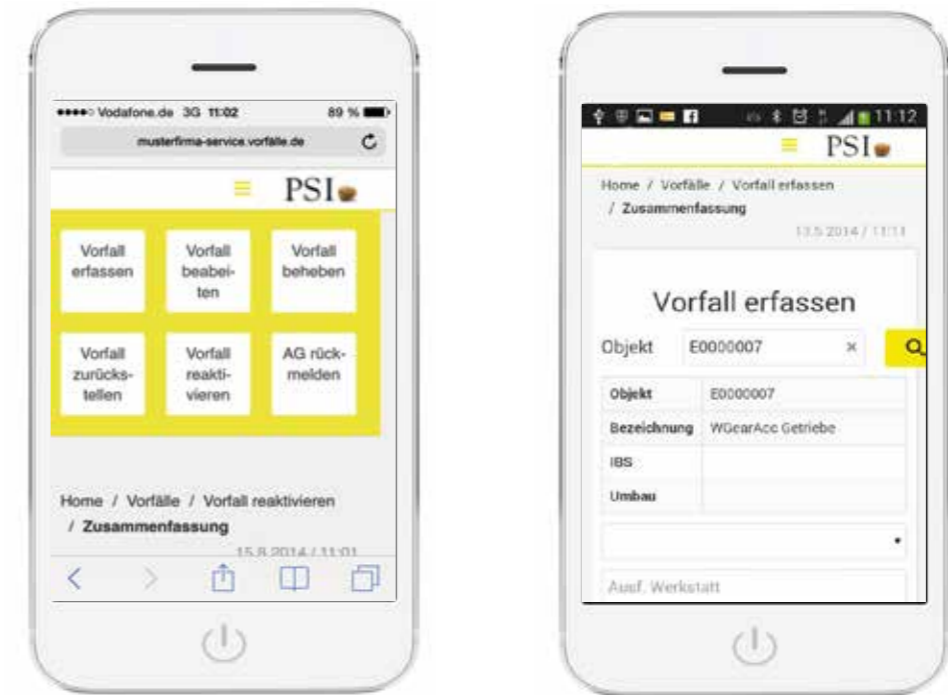 Vodafone.de 3G 11:02 89 %
musterfirma-service.vorfälle.de
PSI
Vorfall
erfassen
Vorfall
beabei-
ten
Vorfall
beheben
Vorfall
zurücks-
tellen
Vorfall
reakti-
vieren
AG rück-
melden
Home / Vorfälle / Vorfall reaktivieren
/ Zusammenfassung
15.8.2014 / 11:01
11:12
PSI
Home / Vorfälle / Vorfall erfassen
/ Zusammenfassung
13.5.2014 / 11:11
Vorfall erfassen
Objekt E0000007 ×
Objekt E0000007
Bezeichnung WGearAcc Getriebe
IBS
Umbau
Ausf. Werkstatt